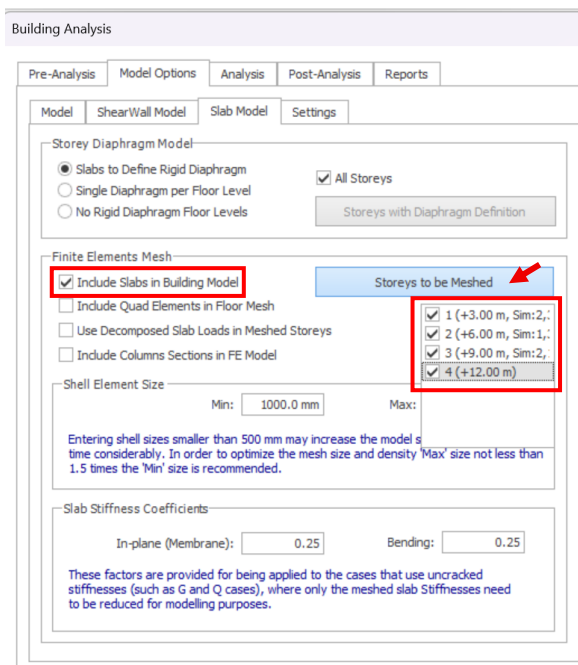 Building Analysis
Pre-Analysis Model Options Analysis Post-Analysis Reports
Model ShearWall Model Slab Model Settings
Storey Diaphragm Model
Slabs to Define Rigid Diaphragm
All Storeys
Single Diaphragm per Floor Level
No Rigid Diaphragm Floor Levels
Storeys with Diaphragm Definition
Finite Elements Mesh
Include Slabs in Building Model
Storeys to be Meshed
Include Quad Elements in Floor Mesh
1 (+3.00 m, Sim:2,
Use Decomposed Slab Loads in Meshed Storeys
2 (+6.00 m, Sim:1,
3 (+9.00 m, Sim:2,
Include Columns Sections in FE Model
4 (+12.00 m)
Shell Element Size
Min: 1000.0 mm Max:
Entering shell sizes smaller than 500 mm may increase the model s
time considerably. In order to optimize the mesh size and density 'Max' size not less than
1.5 times the 'Min' size is recommended.
Slab Stiffness Coefficients
In-plane (Membrane): 0.25 Bending: 0.25
These factors are provided for being applied to the cases that use uncracked
stiffnesses (such as G and Q cases), where only the meshed slab Stiffnesses need
to be reduced for modelling purposes.